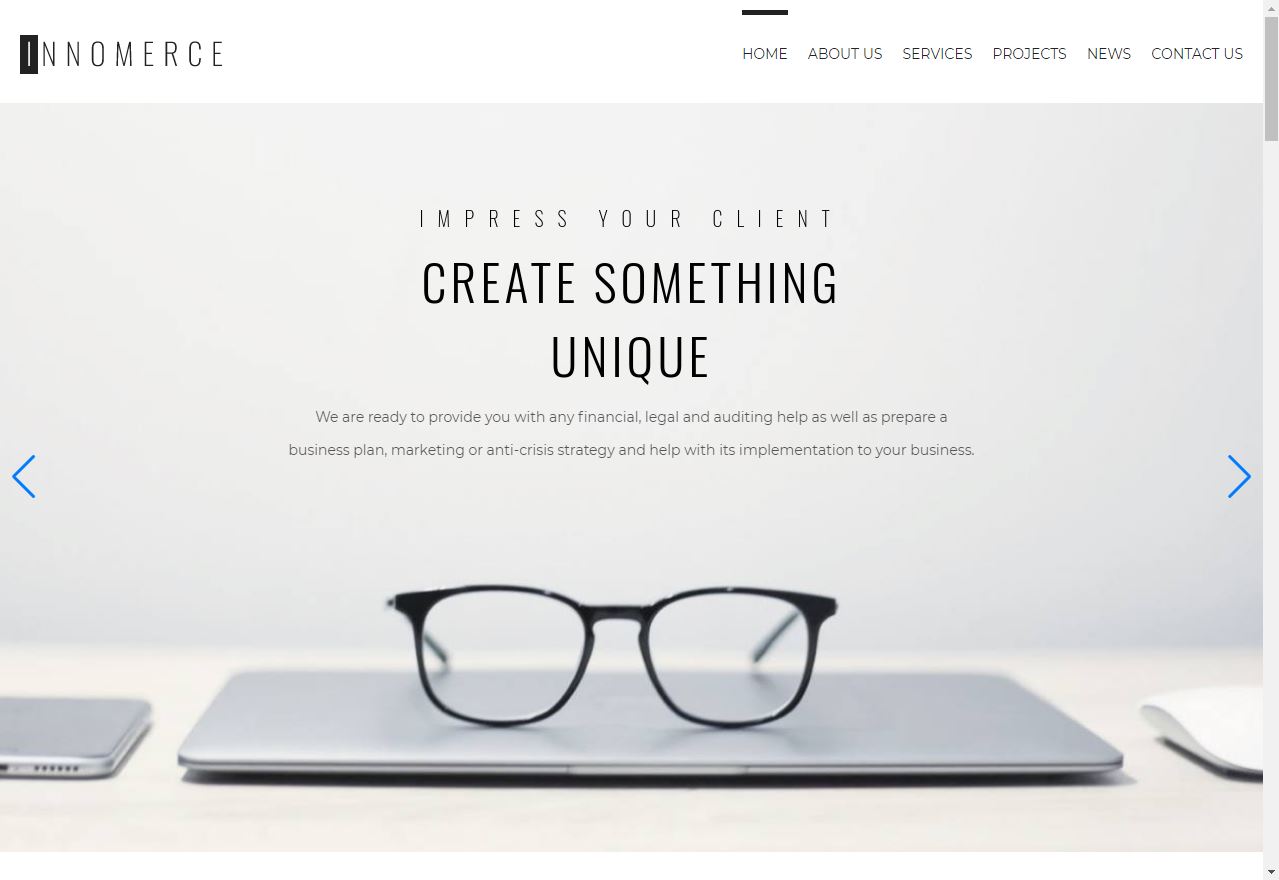 INNOMERCE
HOME ABOUT US SERVICES PROJECTS NEWS CONTACT US
IMPRESS YOUR CLIENT
CREATE SOMETHING
UNIQUE
We are ready to provide you with any financial, legal and auditing help as well as prepare a
business plan, marketing or anti-crisis strategy and help with its implementation to your business.